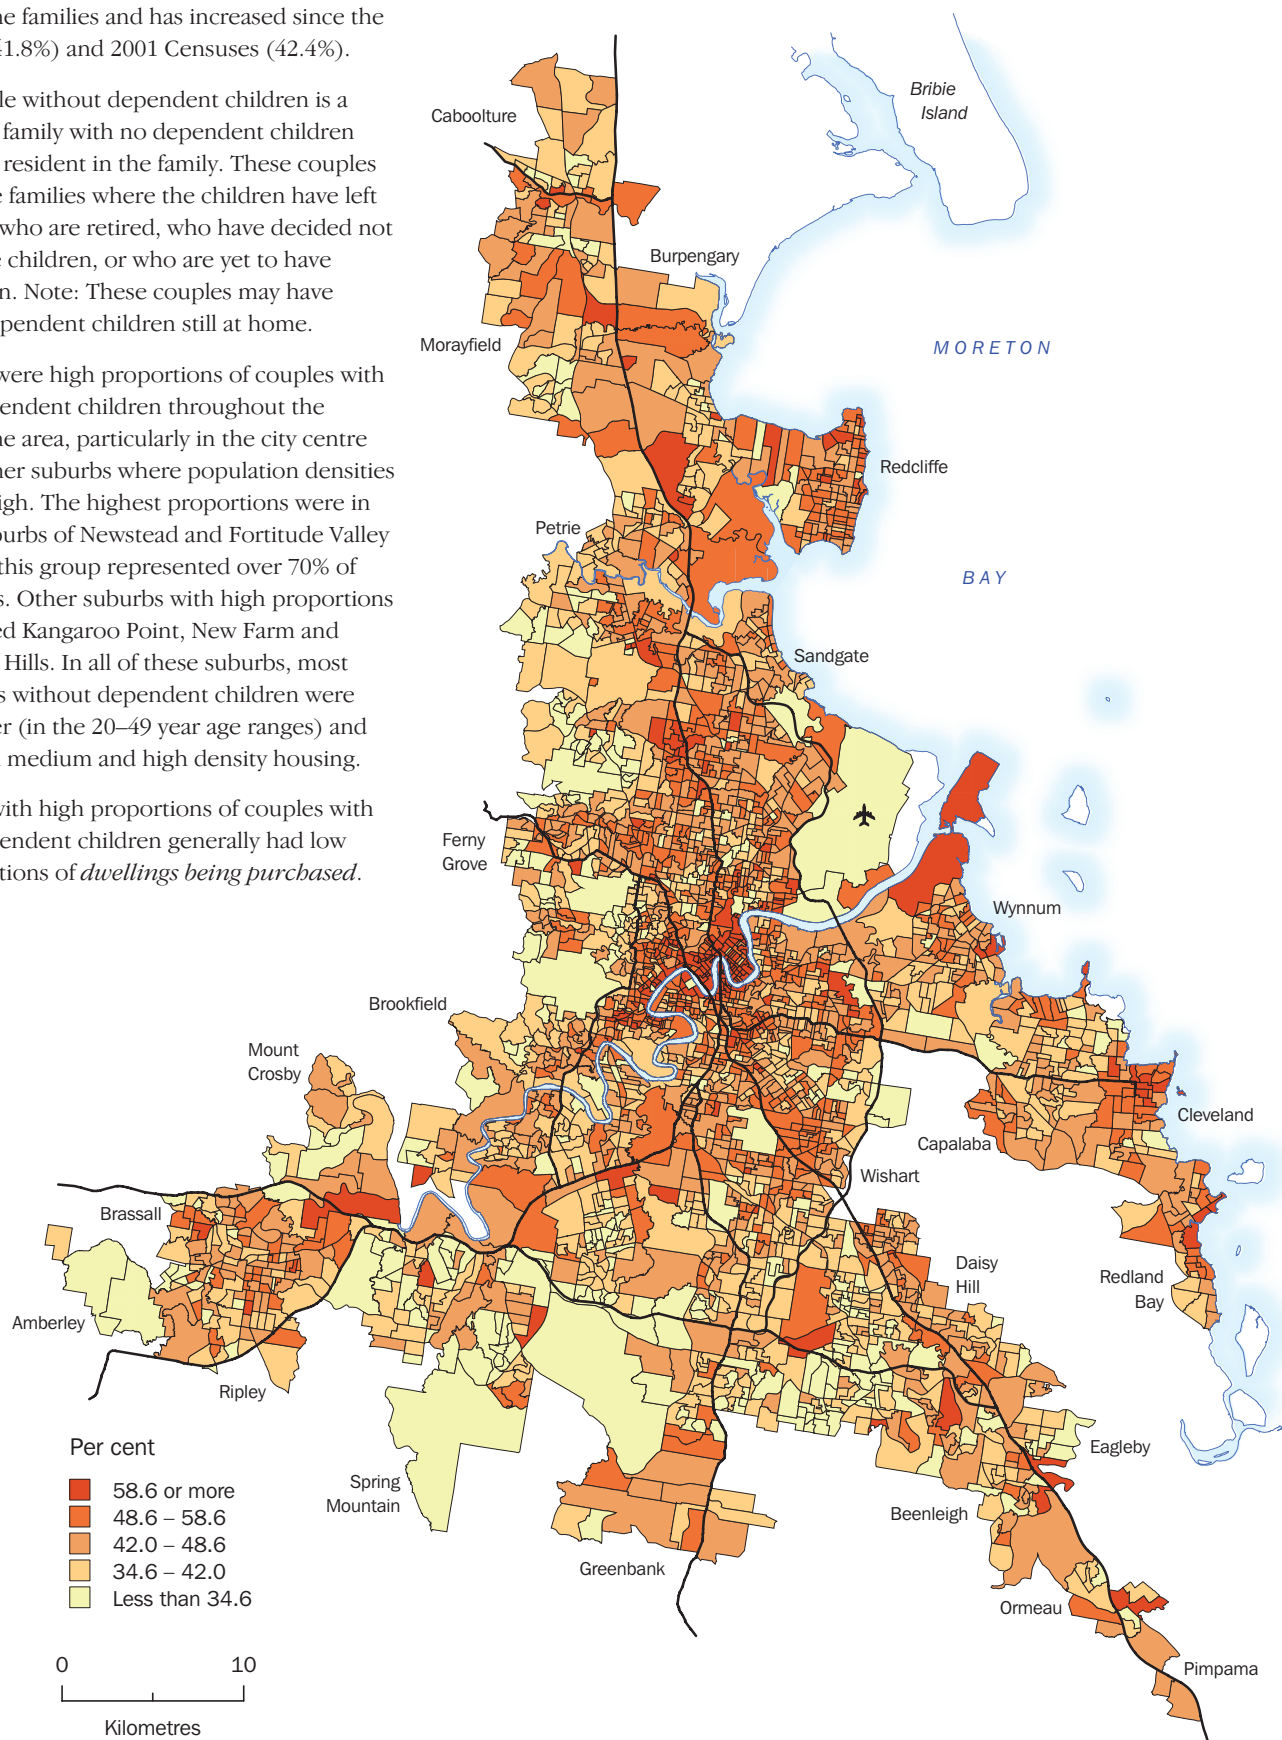 ne families and has increased since the
41.8%) and 2001 Censuses (42.4%).
le without dependent children is a
family with no dependent children
resident in the family. These couples
e families where the children have left
who are retired, who have decided not
e children, or who are yet to have
n. Note: These couples may have
pendent children still at home.
were high proportions of couples with
endent children throughout the
ne area, particularly in the city centre
ner suburbs where population densities
igh. The highest proportions were in
burbs of Newstead and Fortitude Valley
this group represented over 70% of
s. Other suburbs with high proportions
ed Kangaroo Point, New Farm and
Hills. In all of these suburbs, most
s without dependent children were
er (in the 20–49 year age ranges) and
medium and high density housing.
with high proportions of couples with
endent children generally had low
tions of dwellings being purchased.
Bribie
Island
Caboolture
Burpengary
Morayfield
MORETON
Redcliffe
Petrie
BAY
Sandgate
Ferny
Grove
Wynnum
Brookfield
Mount
Crosby
Cleveland
Capalaba
Wishart
Brassall
Daisy
Hill
Redland
Bay
Amberley
Ripley
Eagleby
Spring
Mountain
Beenleigh
Greenbank
Ormeau
Pimpama
Per cent
58.6 or more
48.6 – 58.6
42.0 – 48.6
34.6 – 42.0
Less than 34.6
0 10
Kilometres